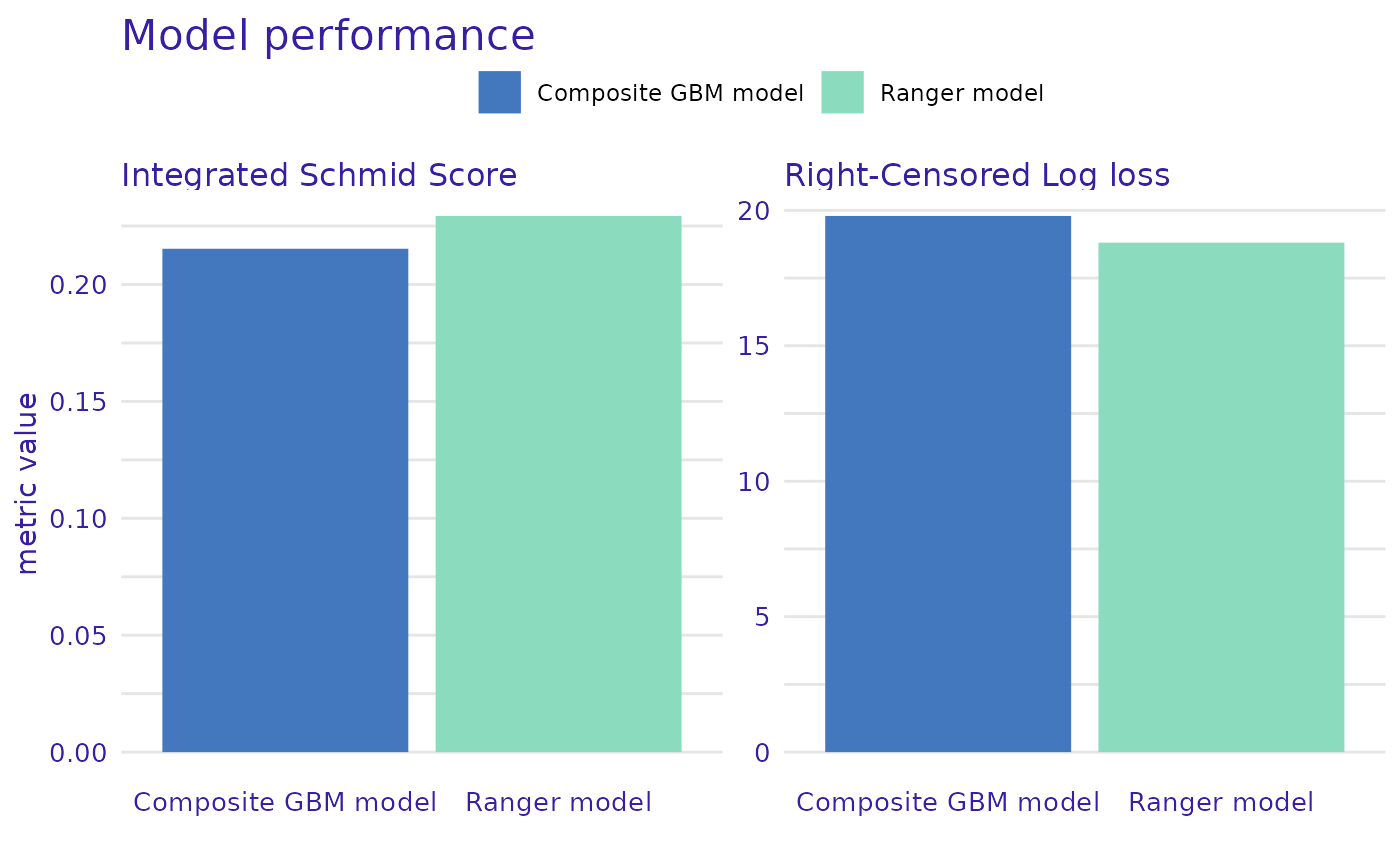 Model performance
Composite GBM model Ranger model
Integrated Schmid Score
Right-Censored Log loss
metric value
0.20
0.15
0.10
0.05
0.00
20
15
10
5
0
Composite GBM model Ranger model
Composite GBM model Ranger model